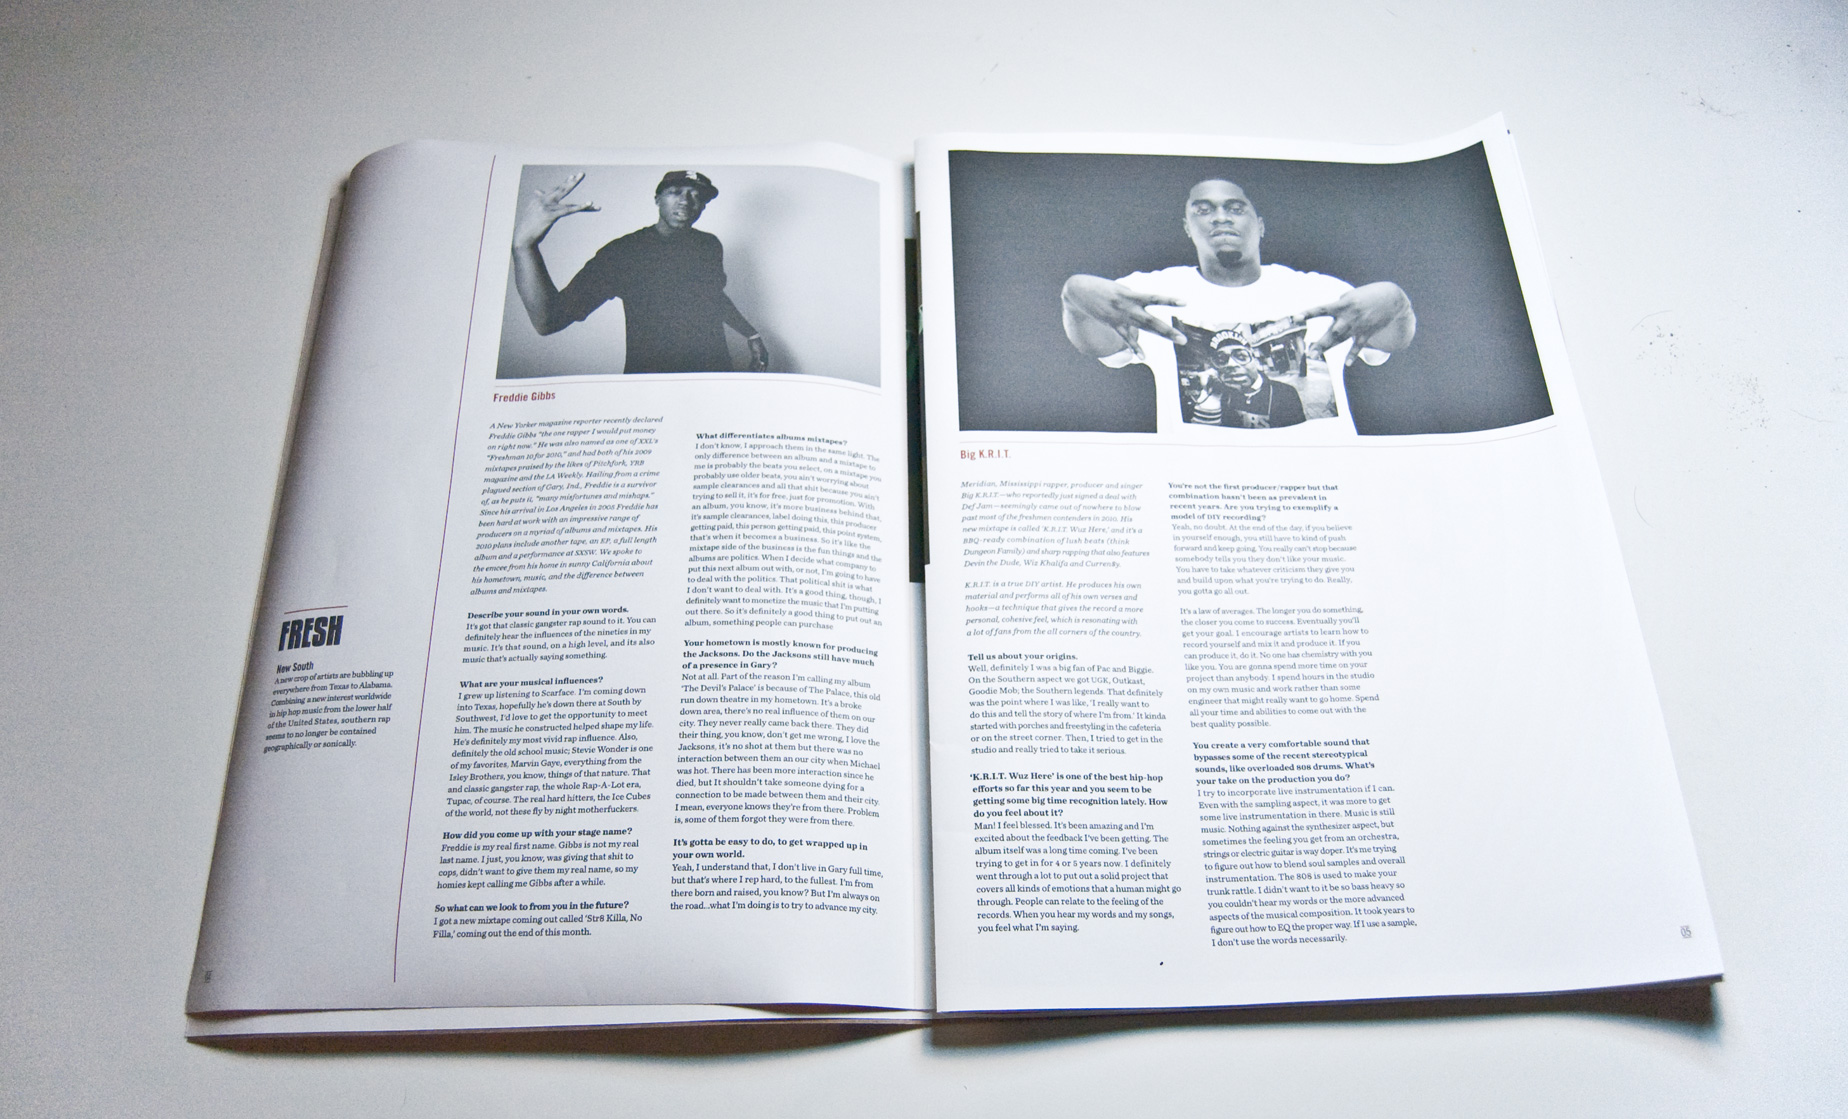 FRESH
New South
A new crop of artists are bubbling up
everywhere from Texas to Alabama.
Combining a new interest worldwide
in hip hop music from the lower half
of the United States, southern rap
seems to no longer be contained
geographically or sonically.
Freddie Gibbs
A New Yorker magazine reporter recently declared
Freddie Gibbs "the one rapper I would put money
on right now." He was also named as one of XXL's
"Freshman 10 for 2010," and had both of his 2009
mixtapes praised by the likes of Pitchfork, YRB
magazine and the LA Weekly. Hailing from a crime
plagued section of Gary, Ind., Freddie is a survivor
of, as he puts it, "many misfortunes and mishaps."
Since his arrival in Los Angeles in 2005 Freddie has
been hard at work with an impressive range of
producers on a myriad of albums and mixtapes. His
2010 plans include another tape, an EP, a full length
album and a performance at SXSW. We spoke to
the emcee from his home in sunny California about
his hometown, music, and the difference between
albums and mixtapes.
Describe your sound in your own words.
It's got that classic gangster rap sound to it. You can
definitely hear the influences of the nineties in my
music. It's that sound, on a high level, and its also
music that's actually saying something.
What are your musical influences?
I grew up listening to Scarface. I'm coming down
into Texas, hopefully he's down there at South by
Southwest, I'd love to get the opportunity to meet
him. The music he constructed helped shape my life.
He's definitely my most vivid rap influence. Also,
definitely the old school music; Stevie Wonder is one
of my favorites, Marvin Gaye, everything from the
Isley Brothers, you know, things of that nature. That
and classic gangster rap, the whole Rap-A-Lot era,
Tupac, of course. The real hard hitters, the Ice Cubes
of the world, not these fly by night motherfuckers.
How did you come up with your stage name?
Freddie is my real first name. Gibbs is not my real
last name. I just, you know, was giving that shit to
cops, didn't want to give them my real name, so my
homies kept calling me Gibbs after a while.
So what can we look to from you in the future?
I got a new mixtape coming out called 'Str8 Killa, No
Filla,' coming out the end of this month.
What differentiates albums mixtapes?
I don't know, I approach them in the same light. The
only difference between an album and a mixtape to
me is probably the beats you select, on a mixtape you
probably use older beats, you ain't worrying about
sample clearances and all that shit because you ain't
trying to sell it, it's for free, just for promotion. With
an album, you know, it's more business behind that,
it's sample clearances, label doing this, this producer
getting paid, this person getting paid, this point system,
that's when it becomes a business. So it's like the
mixtape side of the business is the fun things and the
albums are politics. When I decide what company to
put this next album out with, or not, I'm going to have
to deal with the politics. That political shit is what
I don't want to deal with. It's a good thing, though, I
definitely want to monetize the music that I'm putting
out there. So it's definitely a good thing to put out an
album, something people can purchase
Your hometown is mostly known for producing
the Jacksons. Do the Jacksons still have much
of a presence in Gary?
Not at all. Part of the reason I'm calling my album
'The Devil's Palace' is because of The Palace, this old
run down theatre in my hometown. It's a broke
down area, there's no real influence of them on our
city. They never really came back there. They did
their thing, you know, don't get me wrong, I love the
Jacksons, it's no shot at them but there was no
interaction between them an our city when Michael
was hot. There has been more interaction since he
died, but It shouldn't take someone dying for a
connection to be made between them and their city.
I mean, everyone knows they're from there. Problem
is, some of them forgot they were from there.
It's gotta be easy to do, to get wrapped up in
your own world.
Yeah, I understand that, I don't live in Gary full time,
but that's where I rep hard, to the fullest. I'm from
there born and raised, you know? But I'm always on
the road...what I'm doing is to try to advance my city.
Big K.R.I.T.
Meridian, Mississippi rapper, producer and singer
Big K.R.I.T.—who reportedly just signed a deal with
Def Jam—seemingly came out of nowhere to blow
past most of the freshmen contenders in 2010. His
new mixtape is called 'K.R.I.T. Wuz Here,' and it's a
BBQ-ready combination of lush beats (think
Dungeon Family) and sharp rapping that also features
Devin the Dude, Wiz Khalifa and Curren$y.
K.R.I.T. is a true DIY artist. He produces his own
material and performs all of his own verses and
hooks—a technique that gives the record a more
personal, cohesive feel, which is resonating with
a lot of fans from the all corners of the country.
Tell us about your origins.
Well, definitely I was a big fan of Pac and Biggie.
On the Southern aspect we got UGK, Outkast,
Goodie Mob, the Southern legends. That definitely
was the point where I was like, 'I really want to
do this and tell the story of where I'm from.' It kinda
started with porches and freestyling in the cafeteria
or on the street corner. Then, I tried to get in the
studio and really tried to take it serious.
'K.R.I.T. Wuz Here' is one of the best hip-hop
efforts so far this year and you seem to be
getting some big time recognition lately. How
do you feel about it?
Man! I feel blessed. It's been amazing and I'm
excited about the feedback I've been getting. The
album itself was a long time coming. I've been
trying to get in for 4 or 5 years now. I definitely
went through a lot to put out a solid project that
covers all kinds of emotions that a human might go
through. People can relate to the feeling of the
records. When you hear my words and my songs,
you feel what I'm saying.
You're not the first producer/rapper but that
combination hasn't been as prevalent in
recent years. Are you trying to exemplify a
model of DIY recording?
Yeah, no doubt. At the end of the day, if you believe
in yourself enough, you still have to kind of push
forward and keep going. You really can't stop because
somebody tells you they don't like your music.
You have to take whatever criticism they give you
and build upon what you're trying to do. Really,
you gotta go all out.
It's a law of averages. The longer you do something,
the closer you come to success. Eventually you'll
get your goal. I encourage artists to learn how to
record yourself and mix it and produce it. If you
can produce it, do it. No one has chemistry with you
like you. You are gonna spend more time on your
project than anybody. I spend hours in the studio
on my own music and work rather than some
engineer that might really want to go home. Spend
all your time and abilities to come out with the
best quality possible.
You create a very comfortable sound that
bypasses some of the recent stereotypical
sounds, like overloaded 808 drums. What's
your take on the production you do?
I try to incorporate live instrumentation if I can.
Even with the sampling aspect, it was more to get
some live instrumentation in there. Music is still
music. Nothing against the synthesizer aspect, but
sometimes the feeling you get from an orchestra,
strings or electric guitar is way doper. It's me trying
to figure out how to blend soul samples and overall
instrumentation. The 808 is used to make your
trunk rattle. I didn't want to it be so bass heavy so
you couldn't hear my words or the more advanced
aspects of the musical composition. It took years to
figure out how to EQ the proper way. If I use a sample,
I don't use the words necessarily.
05